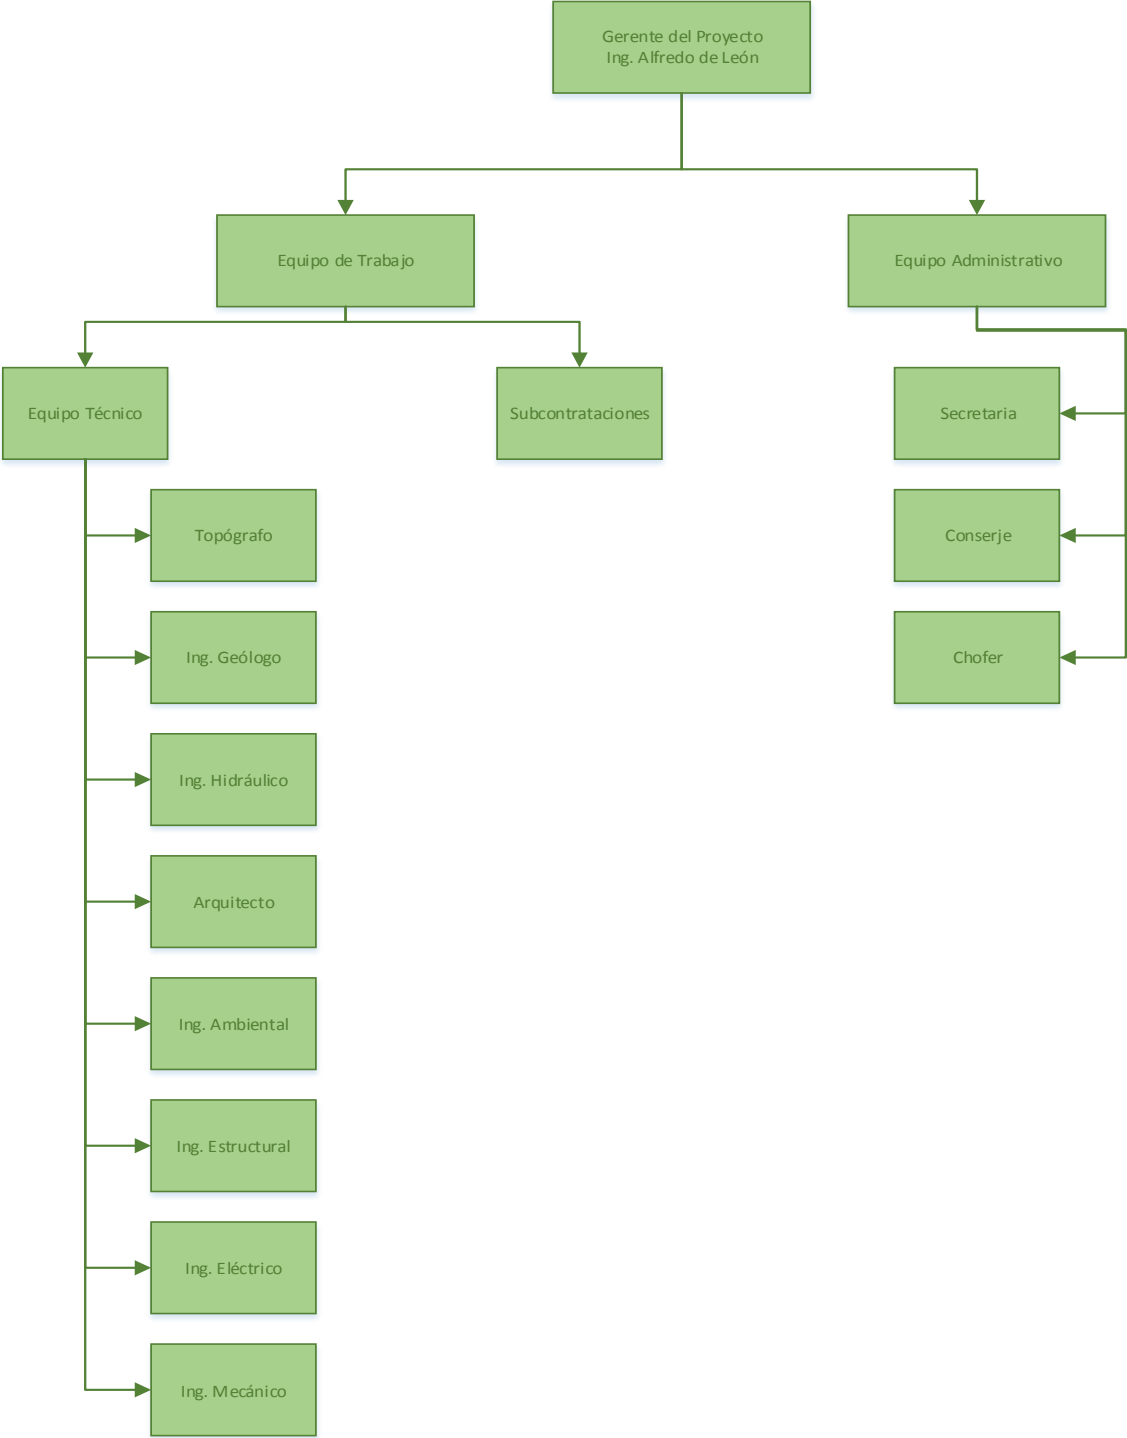 Gerente del Proyecto
Ing. Alfredo de León
Equipo de Trabajo
Equipo Administrativo
Equipo Técnico
Subcontrataciones
Secretaria
Topógrafo
Conserje
Ing. Geólogo
Chofer
Ing. Hidráulico
Arquitecto
Ing. Ambiental
Ing. Estructural
Ing. Eléctrico
Ing. Mecánico